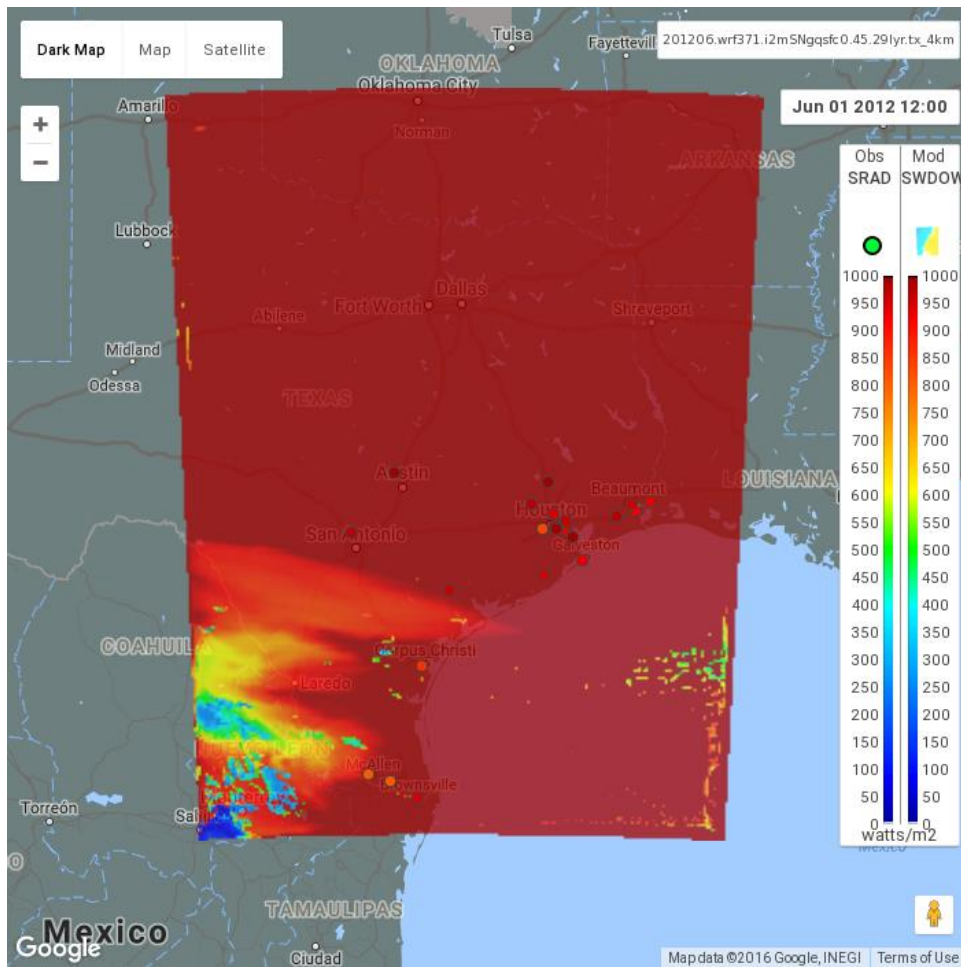 Dark Map
Map
Satellite
201206.wrf371.i2mSNgqsfc0.45.29lyr.tx_4km
Jun 01 2012 12:00
+
−
Tulsa
Fayettevill
OKLAHOMA
Oklahoma City
Amarillo
Norman
ARKANSAS
Lubbock
Dallas
Fort Worth
Shreveport
Abilene
Midland
Odessa
TEXAS
Austin
LOUISIANA
Beaumont
Houston
San Antonio
Galveston
COAHUILA
Corpus Christi
Laredo
NUEVO LEON
McAllen
Brownsville
Monterrey
Torreón
Sal
O
TAMAULIPAS
Mexico
Ciudad
Google
Obs
SRAD
Mod
SWDOW
1000 1000
950 950
900 900
850 850
800 800
750 750
700 700
650 650
600 600
550 550
500 500
450 450
400 400
350 350
300 300
250 250
200 200
150 150
100 100
50 50
0 0
watts/m2
Mexico
Map data ©2016 Google, INEGI
Terms of Use